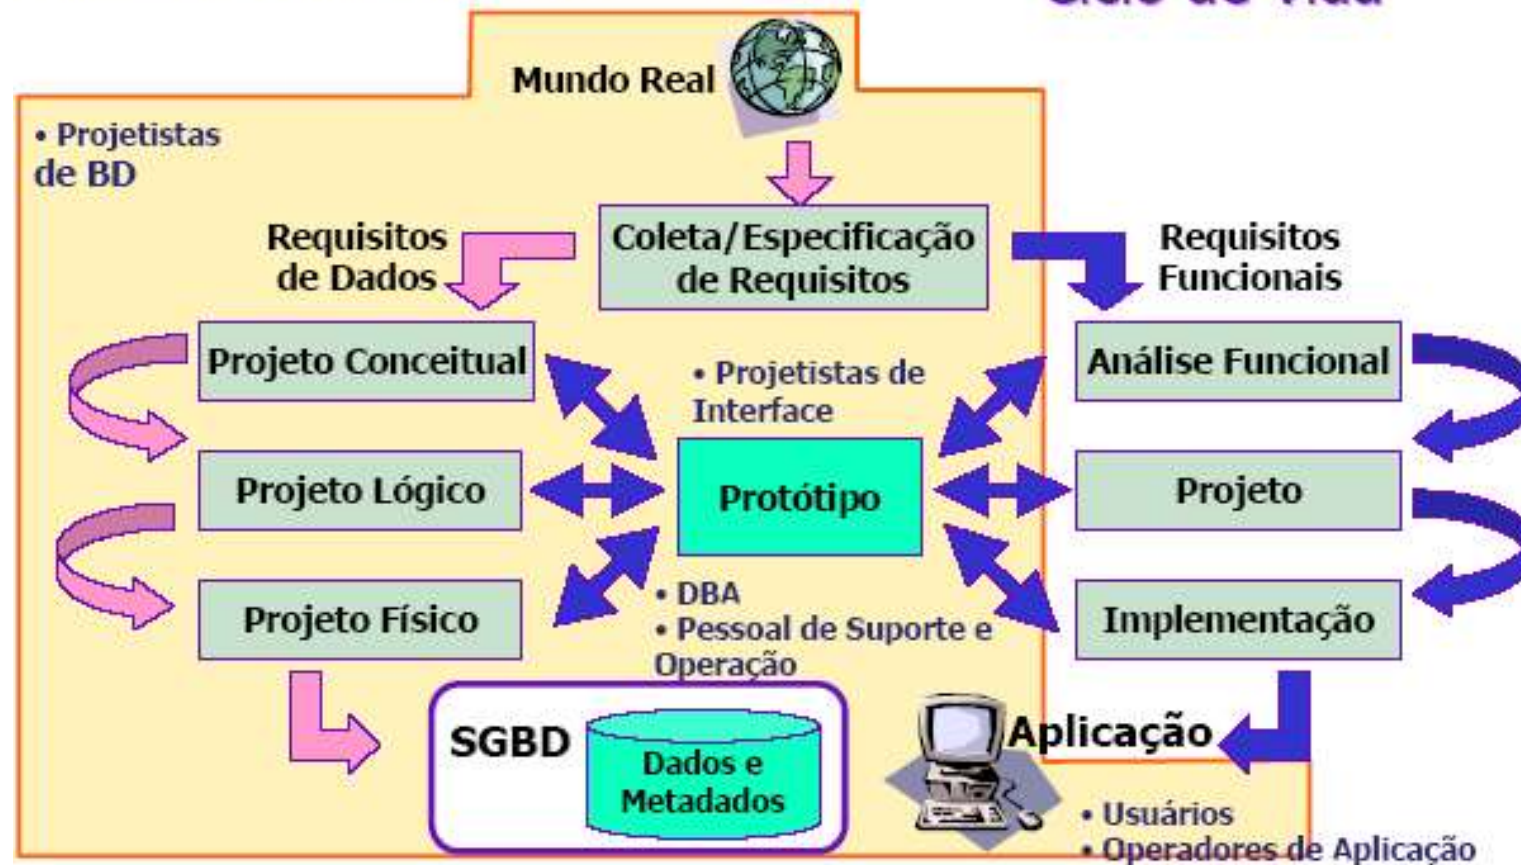 Mundo Real
• Projetistas
de BD
Requisitos
de Dados
Coleta/Especificação
de Requisitos
Requisitos
Funcionais
Projeto Conceitual
• Projetistas de
Interface
Análise Funcional
Projeto Lógico
Protótipo
Projeto
Projeto Físico
• DBA
• Pessoal de Suporte e
Operação
Implementação
SGBD
Dados e
Metadados
Aplicação
• Usuários
• Operadores de Aplicação